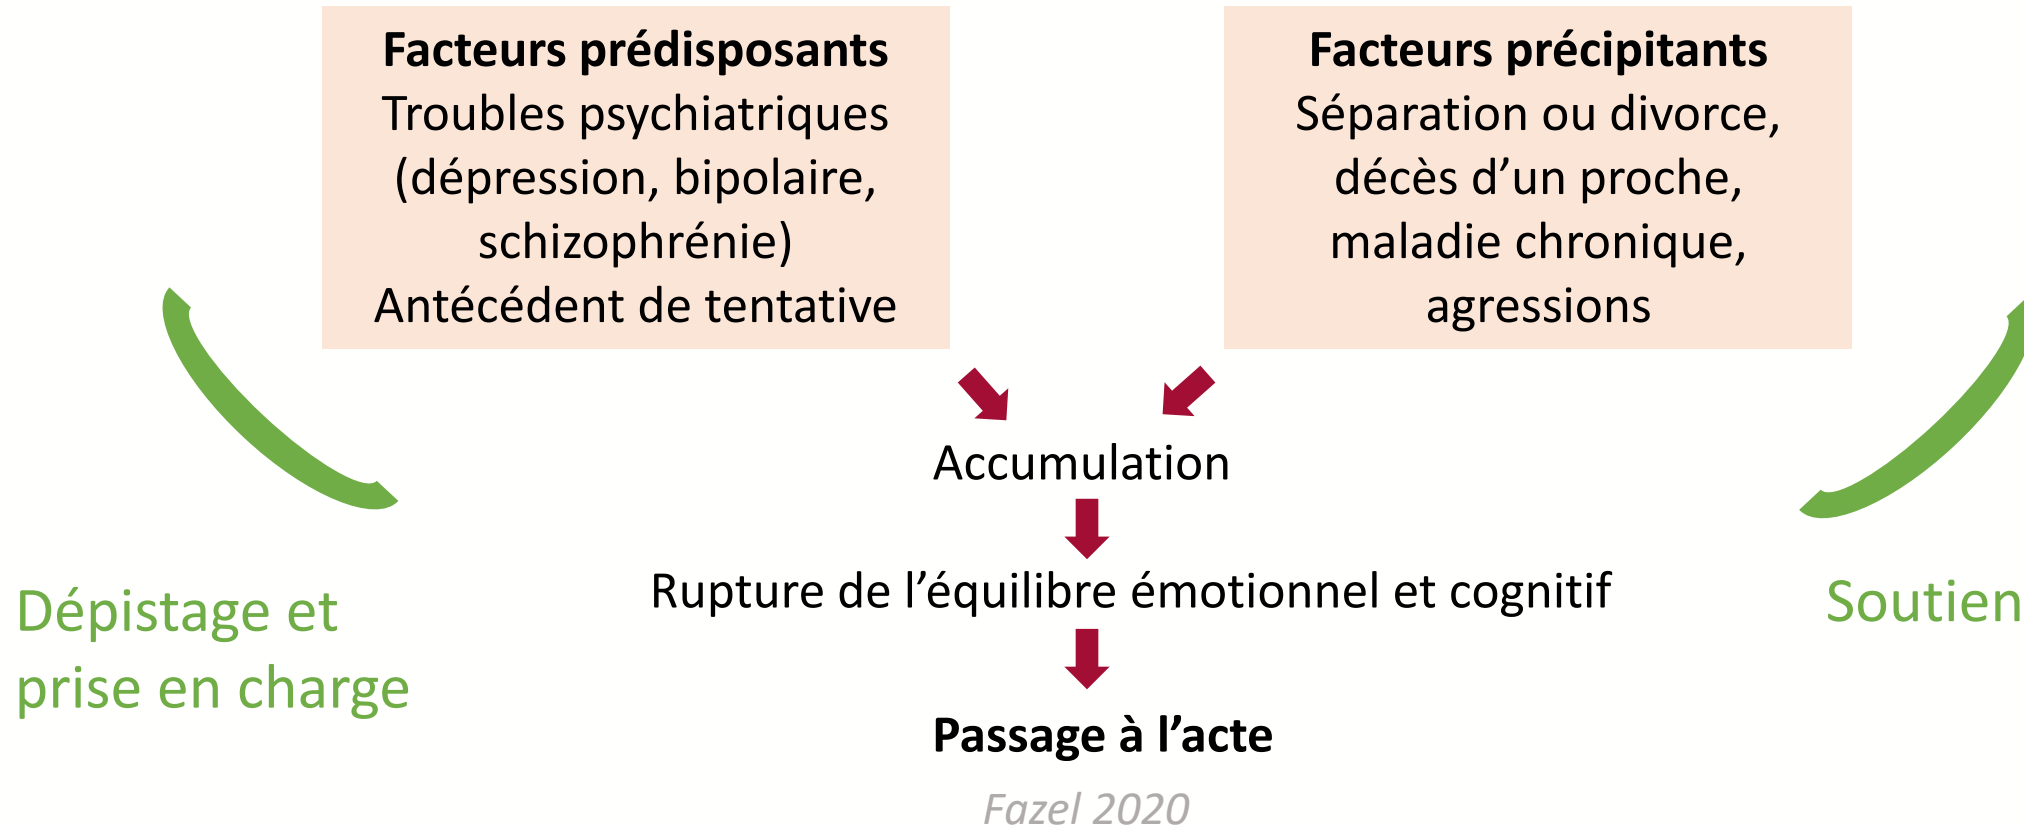 Facteurs prédisposants
Troubles psychiatriques
(dépression, bipolaire,
schizophrénie)
Antécédent de tentative
Facteurs précipitants
Séparation ou divorce,
décès d’un proche,
maladie chronique,
agressions
Accumulation
Rupture de l’équilibre émotionnel et cognitif
Passage à l’acte
Fazel 2020
Dépistage et
prise en charge
Soutien